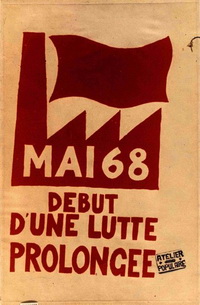 MAI 68
DEBUT
D'UNE LUTTE
PROLONGEE
ATELIER
POPULAIRE